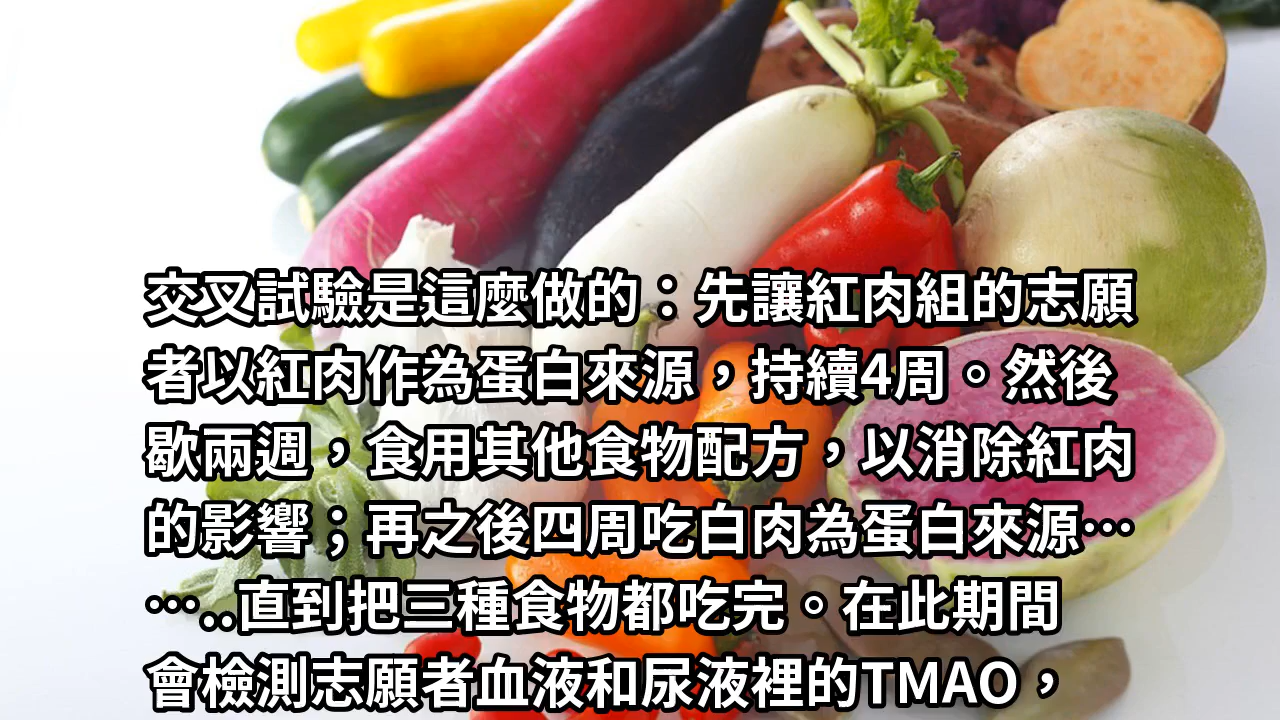 交叉試驗是這麼做的：先讓紅肉組的志願
者以紅肉作為蛋白來源，持續4周。然後
歇兩週，食用其他食物配方，以消除紅肉
的影響；再之後四周吃白肉為蛋白來源…
…..直到把三種食物都吃完。在此期間
會檢測志願者血液和尿液裡的TMAO，